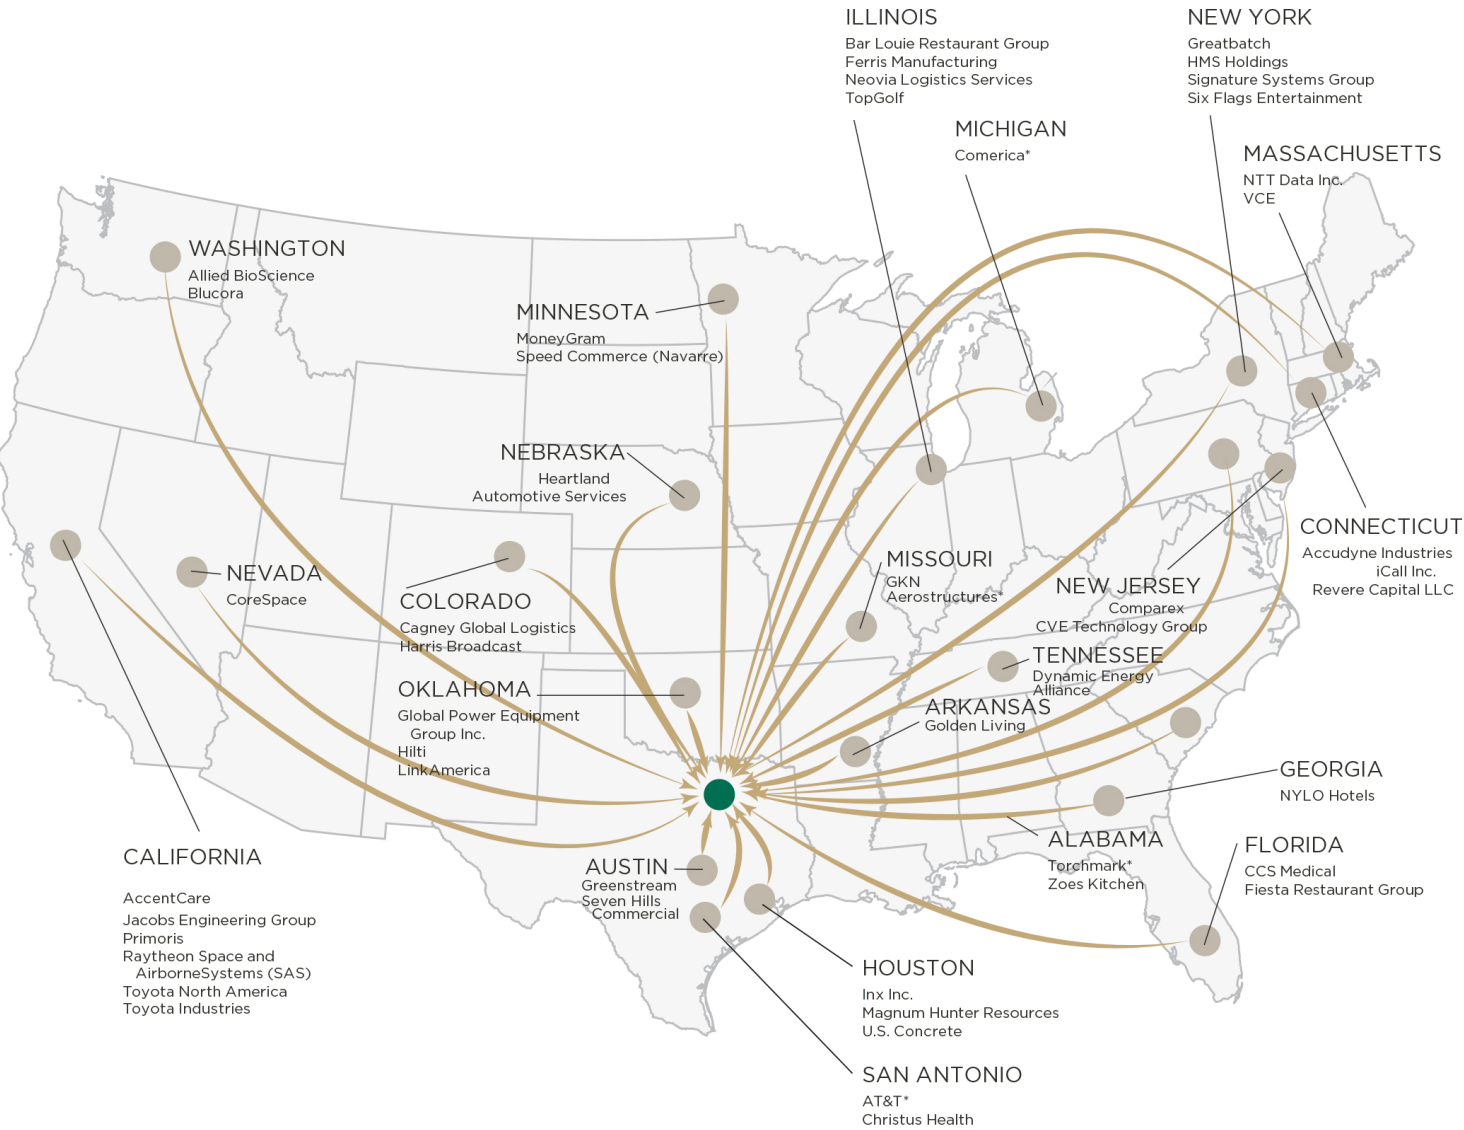 ILLINOIS
Bar Louie Restaurant Group
Ferris Manufacturing
Neovia Logistics Services
TopGolf
NEW YORK
Greatbatch
HMS Holdings
Signature Systems Group
Six Flags Entertainment
MICHIGAN
Comerica*
MASSACHUSETTS
NTT Data Inc.
VCE
WASHINGTON
Allied BioScience
Blucora
MINNESOTA
MoneyGram
Speed Commerce (Navarre)
NEBRASKA
Heartland
Automotive Services
NEVADA
CoreSpace
COLORADO
Cagney Global Logistics
Harris Broadcast
MISSOURI
GKN
Aerostructures*
CONNECTICUT
Accudyne Industries
iCall Inc.
Revere Capital LLC
NEW JERSEY
Comparex
CVE Technology Group
TENNESSEE
Dynamic Energy
Alliance
OKLAHOMA
Global Power Equipment
Group Inc.
Hilti
LinkAmerica
ARKANSAS
Golden Living
GEORGIA
NYLO Hotels
ALABAMA
Torchmark*
Zoes Kitchen
FLORIDA
CCS Medical
Fiesta Restaurant Group
CALIFORNIA
AccentCare
Jacobs Engineering Group
Primoris
Raytheon Space and
AirborneSystems (SAS)
Toyota North America
Toyota Industries
AUSTIN
Greenstream
Seven Hills
Commercial
HOUSTON
Inx Inc.
Magnum Hunter Resources
U.S. Concrete
SAN ANTONIO
AT&T*
Christus Health